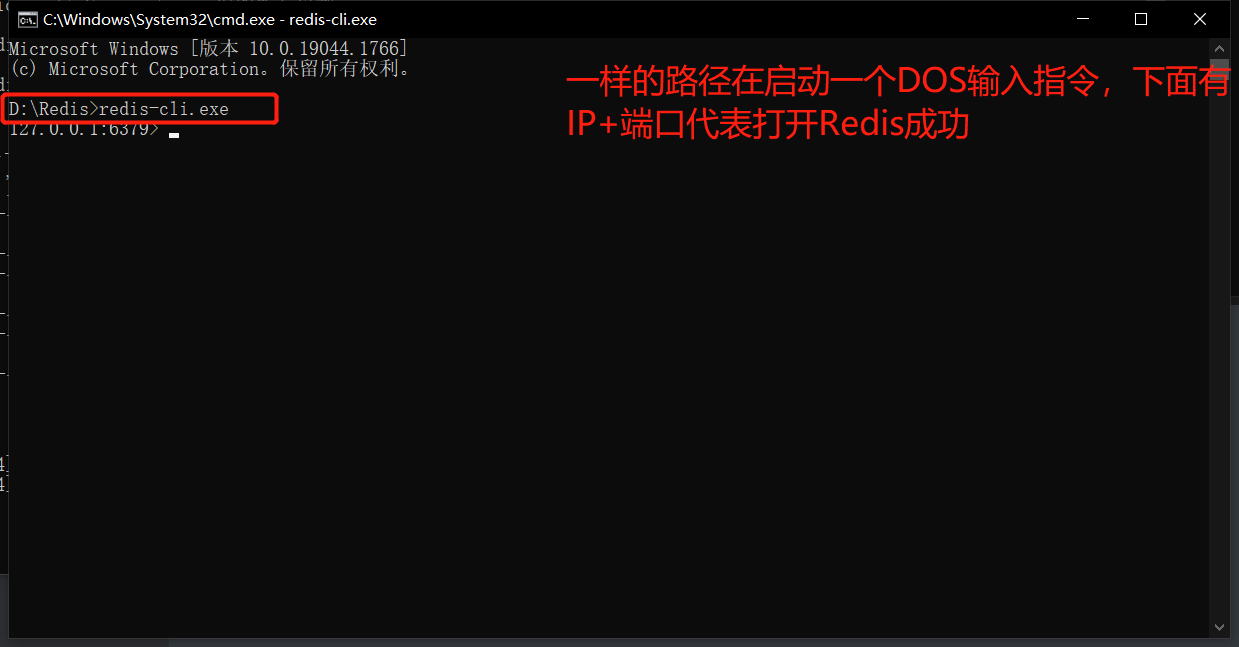 C:\Windows\System32\cmd.exe - redis-cli.exe
Microsoft Windows [版本 10.0.19044.1766]
(c) Microsoft Corporation。保留所有权利。
一样的路径在启动一个DOS输入指令，下面有
IP+端口代表打开Redis成功
D:\Redis>redis-cli.exe
127.0.0.1:6379>